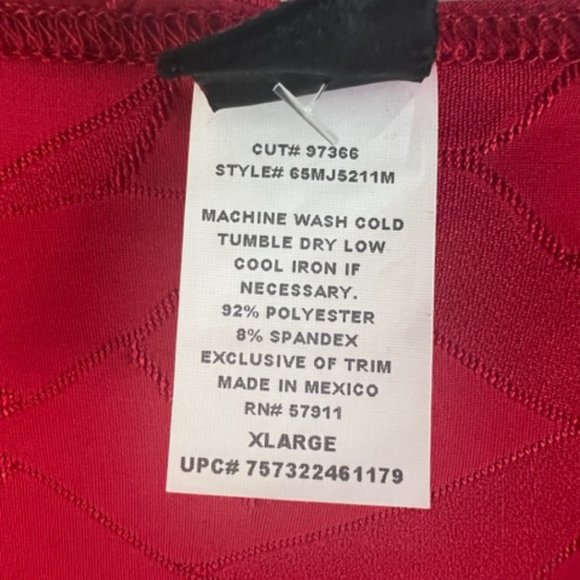 CUT# 97366
STYLE# 65MJ5211M
MACHINE WASH COLD
TUMBLE DRY LOW
COOL IRON IF
NECESSARY.
92% POLYESTER
8% SPANDEX
EXCLUSIVE OF TRIM
MADE IN MEXICO
RN# 57911
XLARGE
UPC# 757322461179